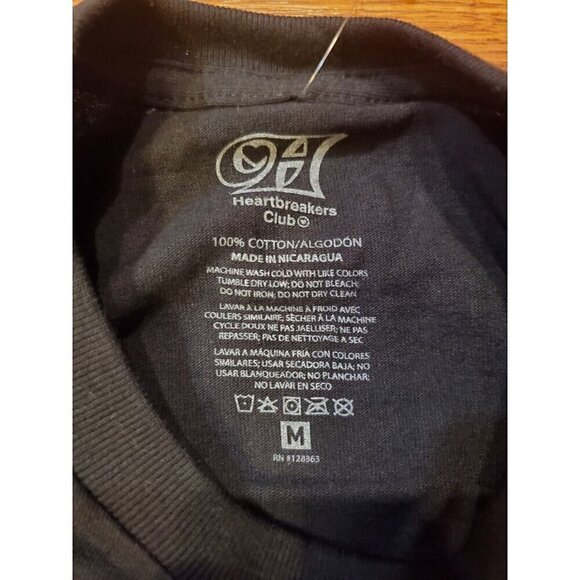 Heartbreakers
Club
100% COTTON/ALGODÓN
MADE IN NICARAGUA
MACHINE WASH COLD WITH LIKE COLORS
TUMBLE DRY LOW; DO NOT BLEACH;
DO NOT IRON; DO NOT DRY CLEAN
LAVAR À LA MACHINE À FROID AVEC
COULERS SIMILAIRE; SÈCHER À LA MACHINE
CYCLE DOUX NE PAS JAELLISER; NE PAS
REPASSER; PAS DE NETTOYAGE A SEC
LAVAR A MÁQUINA FRIA CON COLORES
SIMILARES; USAR SECADORA BAJA; NO
USAR BLANQUEADOR; NO PLANCHAR;
NO LAVAR EN SECO
M
RN #128363